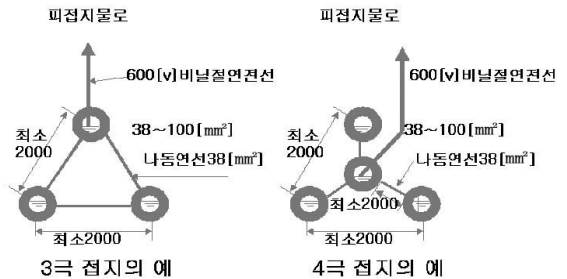 피접지물로
600[v]비닐절연젼선
최소
2000
38~100[㎟]
나동연선38[㎟]
최소2000
3극 접지의 예
피접지물로
600[v]비닐절연젼선
최소
2000
38~100[㎟]
나동연선38[㎟]
최소2000
최소2000
4극 접지의 예